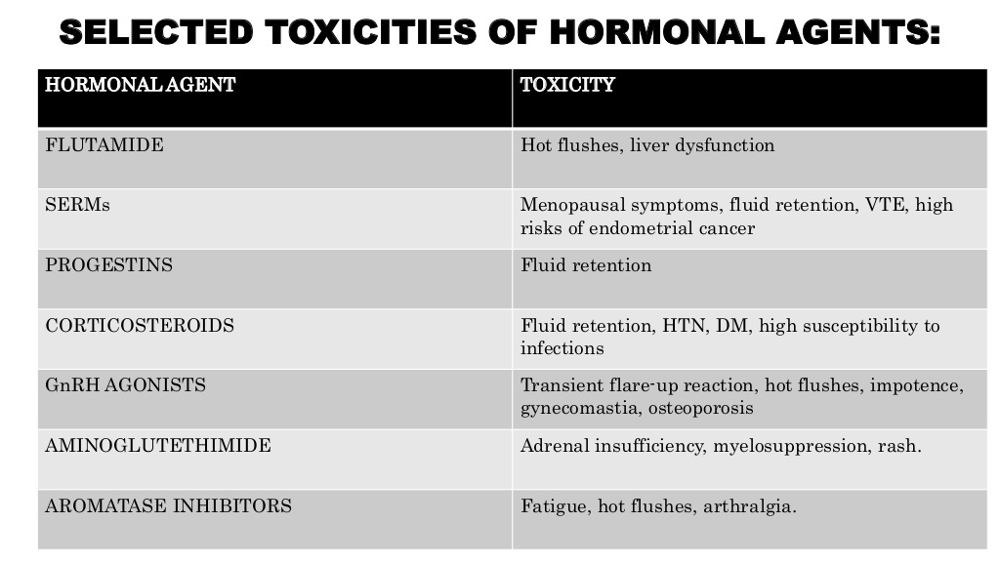 SELECTED TOXICITIES OF HORMONAL AGENTS:
HORMONAL AGENT
TOXICITY
FLUTAMIDE
Hot flushes, liver dysfunction
SERMs
Menopausal symptoms, fluid retention, VTE, high
risks of endometrial cancer
PROGESTINS
Fluid retention
CORTICOSTEROIDS
Fluid retention, HTN, DM, high susceptibility to
infections
GnRH AGONISTS
Transient flare-up reaction, hot flushes, impotence,
gynecomastia, osteoporosis
AMINOGLUTETHIMIDE
Adrenal insufficiency, myelosuppression, rash.
AROMATASE INHIBITORS
Fatigue, hot flushes, arthralgia.